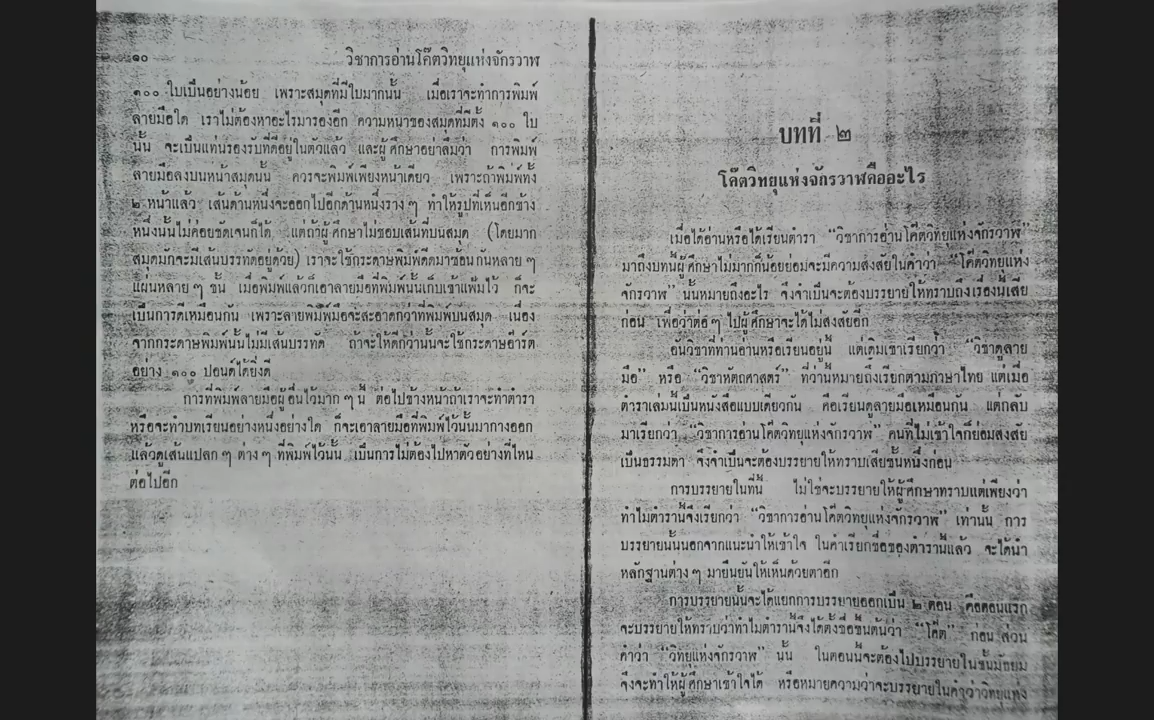 ๑๐ วิชาการอ่านโค๊ตวิทยุแห่งจักรวาฬ
๑๐๐ ใบเป็นอย่างน้อย เพราะสมุดที่มีใบมากนั้น เมื่อเราจะทำการพิมพ์
ลายมือใด เราไม่ต้องหาอะไรมารองอีก ความหนาของสมุดที่มีตั้ง ๑๐๐ ใบ
นั้น จะเป็นแท่นรองรับที่ดีอยู่ในตัวแล้ว และผู้ศึกษาอย่าลืมว่า การพิมพ์
ลายมือลงบนหน้าสมุดนั้น ควรจะพิมพ์เพียงหน้าเดียว เพราะถ้าพิมพ์ทั้ง
๒ หน้าแล้ว เส้นด้านหนึ่งจะออกไปอีกด้านหนึ่งราง ๆ ทำให้รูปที่เห็นอีกข้าง
หนึ่งนั้นไม่ค่อยชัดเจนก็ได้ แต่ถ้าผู้ศึกษาไม่ชอบเส้นที่บนสมุด (โดยมาก
สมุดมักจะมีเส้นบรรทัดอยู่ด้วย) เราจะใช้กระดาษพิมพ์ดีดมาซ้อนกันหลาย ๆ
แผ่นหลาย ๆ ชั้น เมื่อพิมพ์แล้วก็เอาลายมือที่พิมพ์นั้นเก็บเข้าแฟ้มไว้ ก็จะ
เป็นการดีเหมือนกัน เพราะลายพิมพ์มือจะสะอาดกว่าที่พิมพ์บนสมุด เนื่อง
จากกระดาษพิมพ์นั้นไม่มีเส้นบรรทัด ถ้าจะให้ดีกว่านั้นจะใช้กระดาษอ๊าร์ต
อย่าง ๑๐๐ ปอนด์ได้ยิ่งดี
การที่พิมพ์ลายมือผู้อื่นไว้มาก ๆ นี้ ต่อไปข้างหน้าถ้าเราจะทำตำรา
หรือจะทำบทเรียนอย่างหนึ่งอย่างใด ก็จะเอาลายมือที่พิมพ์ไว้นั้นมากางออก
แล้วดูเส้นแปลก ๆ ต่าง ๆ ที่พิมพ์ไว้นั้น เป็นการไม่ต้องไปหาตัวอย่างที่ไหน
ต่อไปอีก
บทที่ ๒
โค๊ตวิทยุแห่งจักรวาฬคืออะไร
เมื่อได้อ่านหรือได้เรียนตำรา “วิชาการอ่านโค๊ตวิทยุแห่งจักรวาฬ”
มาถึงบทนี้ผู้ศึกษาไม่มากก็น้อยย่อมจะมีความสงสัยในคำว่า “โค๊ตวิทยุแห่ง
จักรวาฬ” นั้นหมายถึงอะไร จึงจำเป็นจะต้องบรรยายให้ทราบถึงเรื่องนี้เสีย
ก่อน เพื่อว่าต่อ ๆ ไปผู้ศึกษาจะได้ไม่สงสัยอีก
อันวิชาที่ท่านอ่านหรือเรียนอยู่นี้ แต่เดิมเขาเรียกว่า “วิชาดูลาย
มือ” หรือ “วิชาหัตถศาสตร์” ที่ว่านี้หมายถึงเรียกตามภาษาไทย แต่เมื่อ
ตำราเล่มนี้เป็นหนังสือแบบเดียวกัน คือเรียนดูลายมือเหมือนกัน แต่กลับ
มาเรียกว่า “วิชาการอ่านโค๊ตวิทยุแห่งจักรวาฬ” คนที่ไม่เข้าใจก็ย่อมสงสัย
เป็นธรรมดา จึงจำเป็นจะต้องบรรยายให้ทราบเสียชั้นหนึ่งก่อน
การบรรยายในที่นี้ ไม่ใช่จะบรรยายให้ผู้ศึกษาทราบแต่เพียงว่า
ทำไมตำรานี้จึงเรียกว่า “วิชาการอ่านโค๊ตวิทยุแห่งจักรวาฬ” เท่านั้น การ
บรรยายนั้นนอกจากแนะนำให้เข้าใจ ในคำเรียกชื่อของตำรานี้แล้ว จะได้นำ
หลักฐานต่าง ๆ มายืนยันให้เห็นด้วยตาอีก
การบรรยายนั้นจะได้แยกการบรรยายออกเป็น ๒ ตอน คือตอนแรก
จะบรรยายให้ทราบว่าทำไมตำรานี้จึงได้ตั้งชื่อขึ้นต้นว่า “โค๊ต” ก่อน ส่วน
คำว่า “วิทยุแห่งจักรวาฬ” นั้น ในตอนนี้จะต้องไปบรรยายในชั้นมัธยม
จึงจะทำให้ผู้ศึกษาเข้าใจได้ หรือหมายความว่าจะบรรยายในคำว่าวิทยุแห่ง